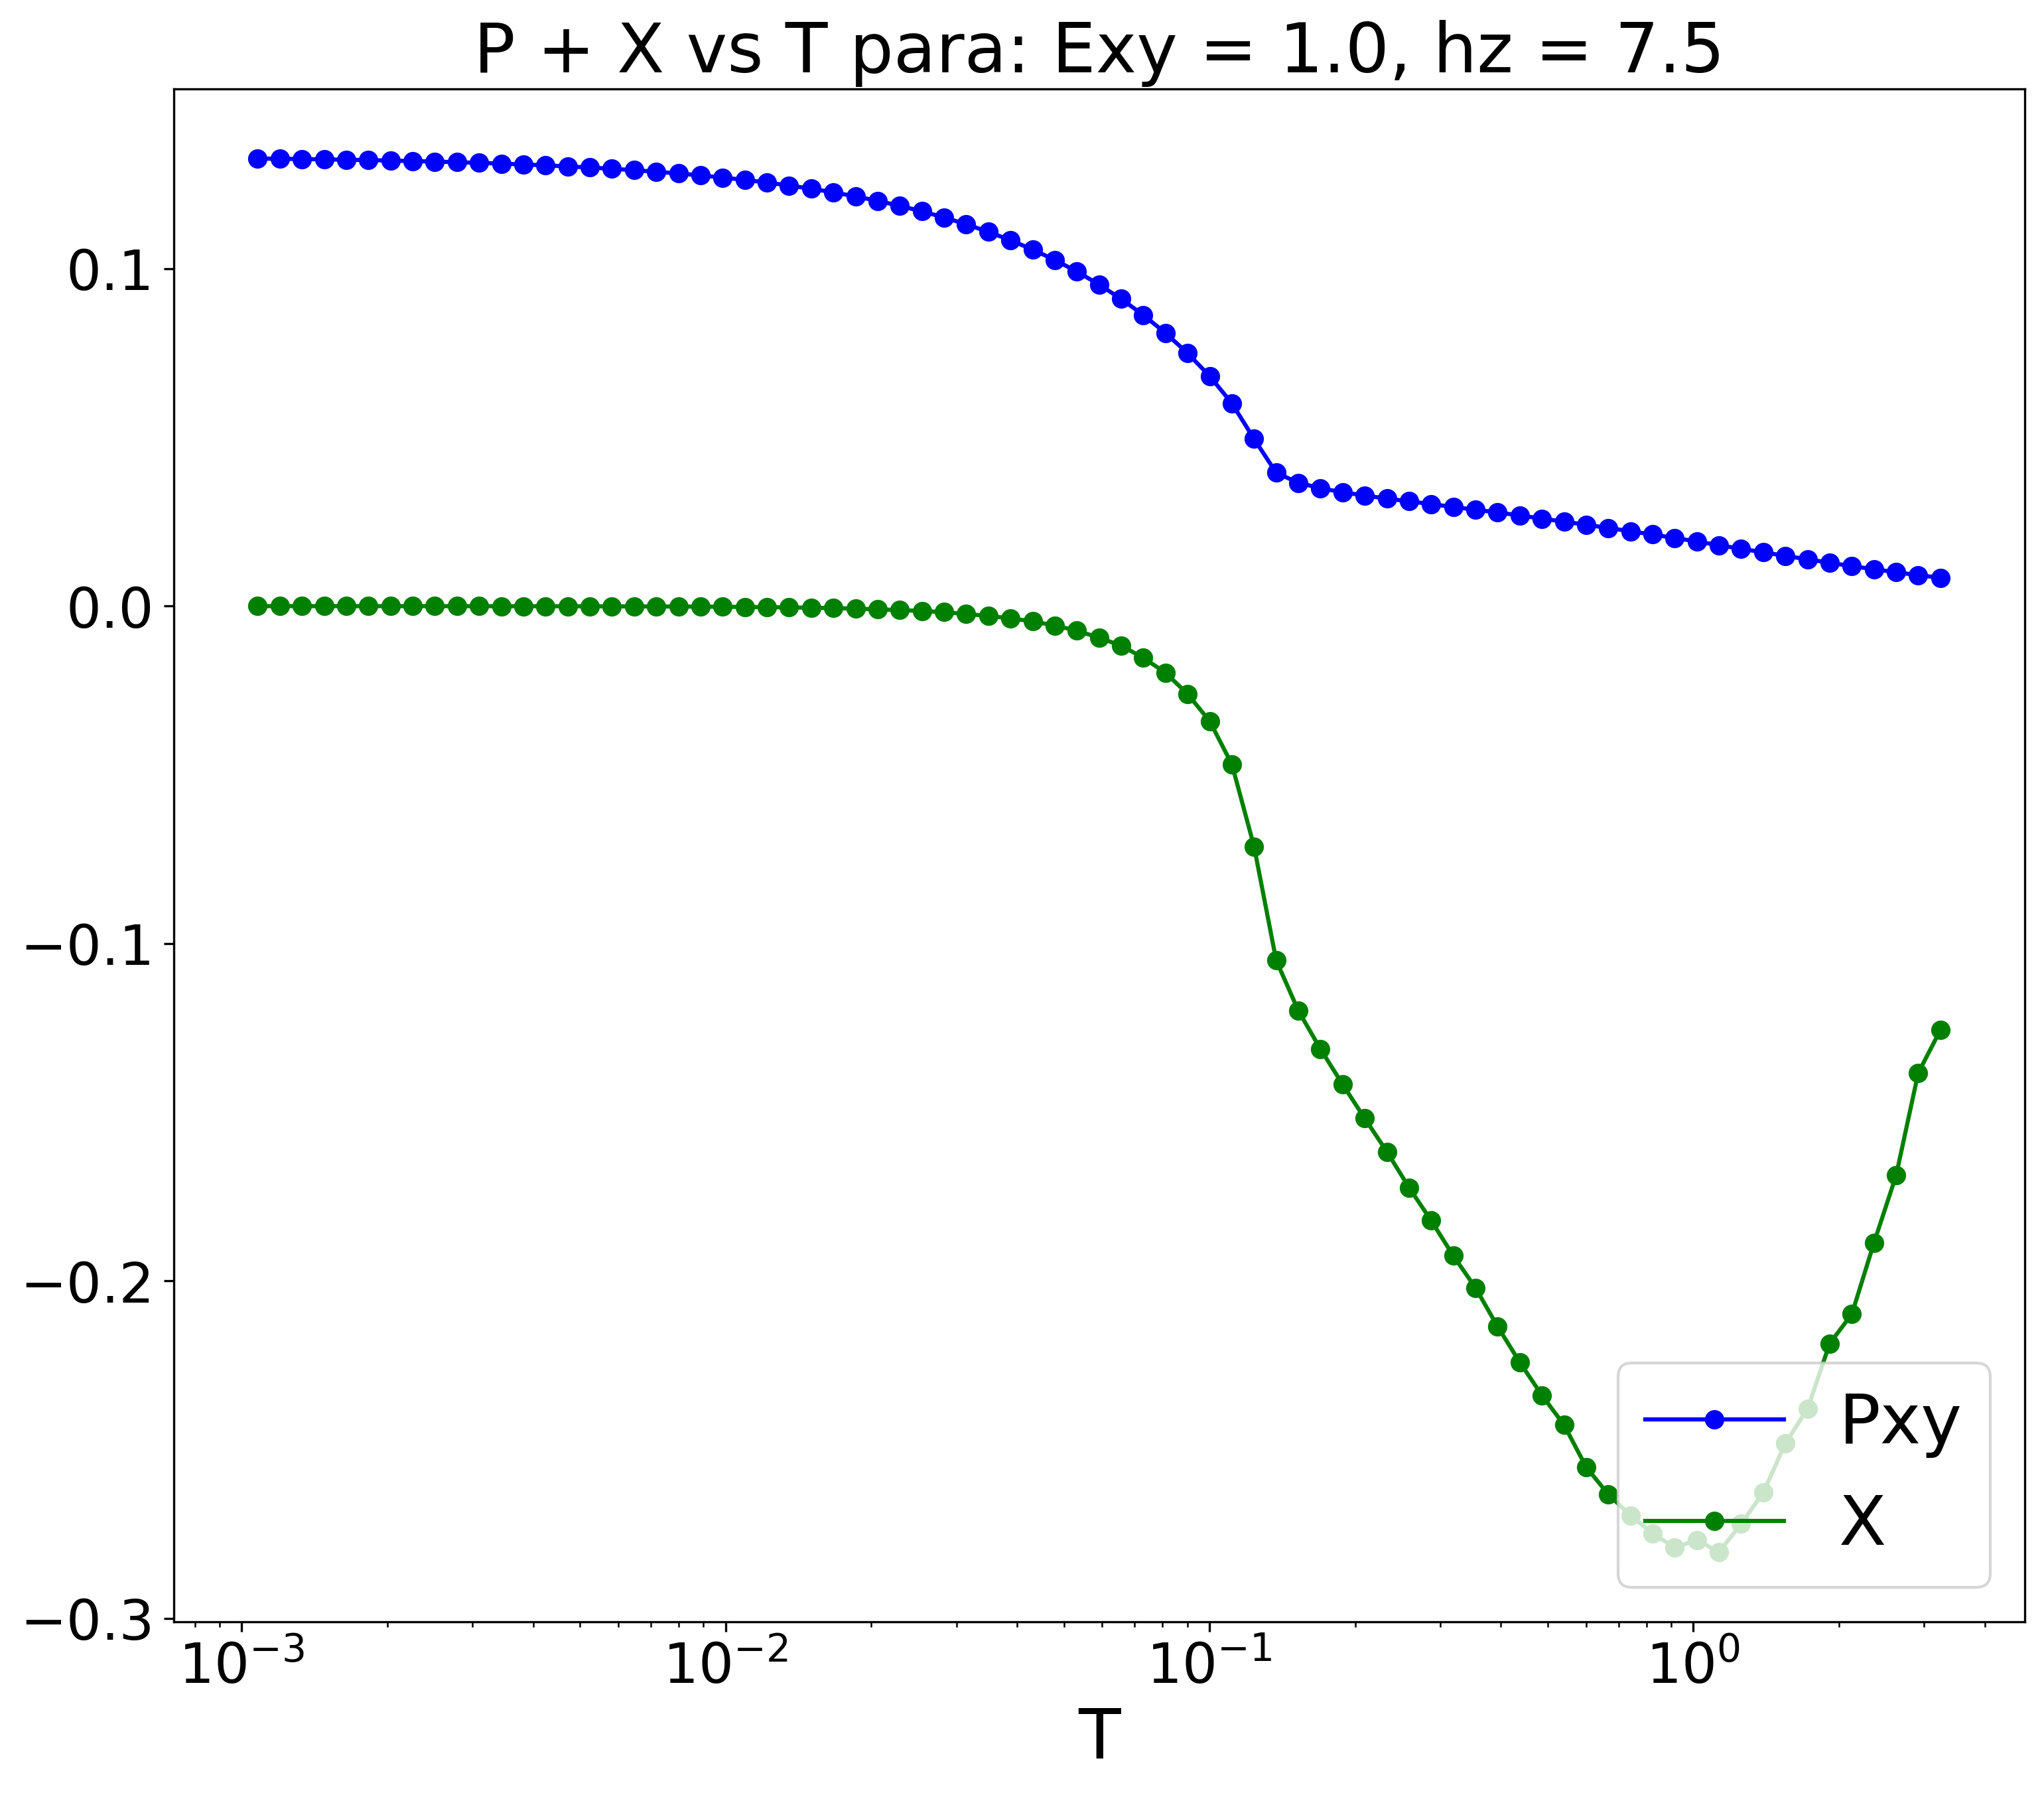 P + X vs T para: Exy = 1.0, hz = 7.5
0.1
0.0
−0.1
−0.2
−0.3
10⁻³ 10⁻² 10⁻¹ 10⁰
T
Pxy
X